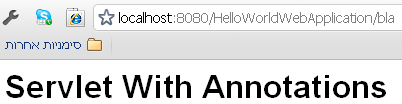 localhost:8080/HelloWorldWebApplication/bla
סימניות אחרות
Servlet With Annotations